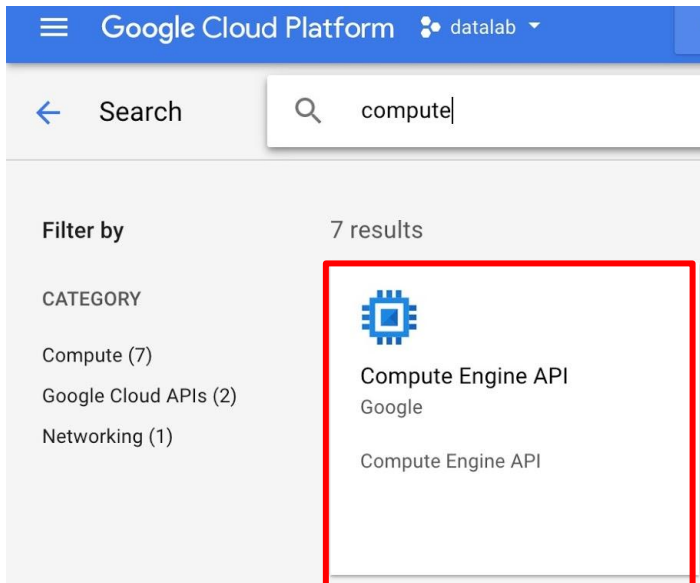 Google Cloud Platform datalab
Search compute
Filter by
7 results
CATEGORY
Compute (7)
Google Cloud APIs (2)
Networking (1)
Compute Engine API
Google
Compute Engine API